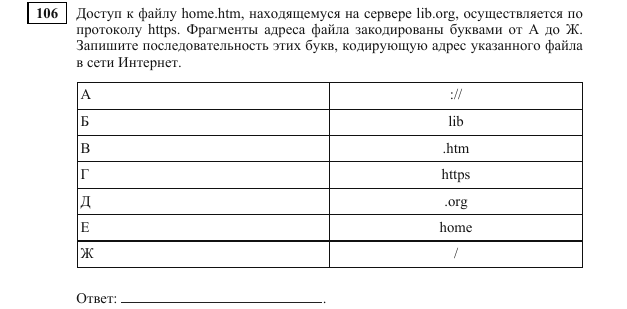 106 Доступ к файлу home.htm, находящемуся на сервере lib.org, осуществляется по
протоколу https. Фрагменты адреса файла закодированы буквами от А до Ж.
Запишите последовательность этих букв, кодирующую адрес указанного файла
в сети Интернет.
А ://
Б lib
В .htm
Г https
Д .org
Е home
Ж /
Ответ: ____________________________.